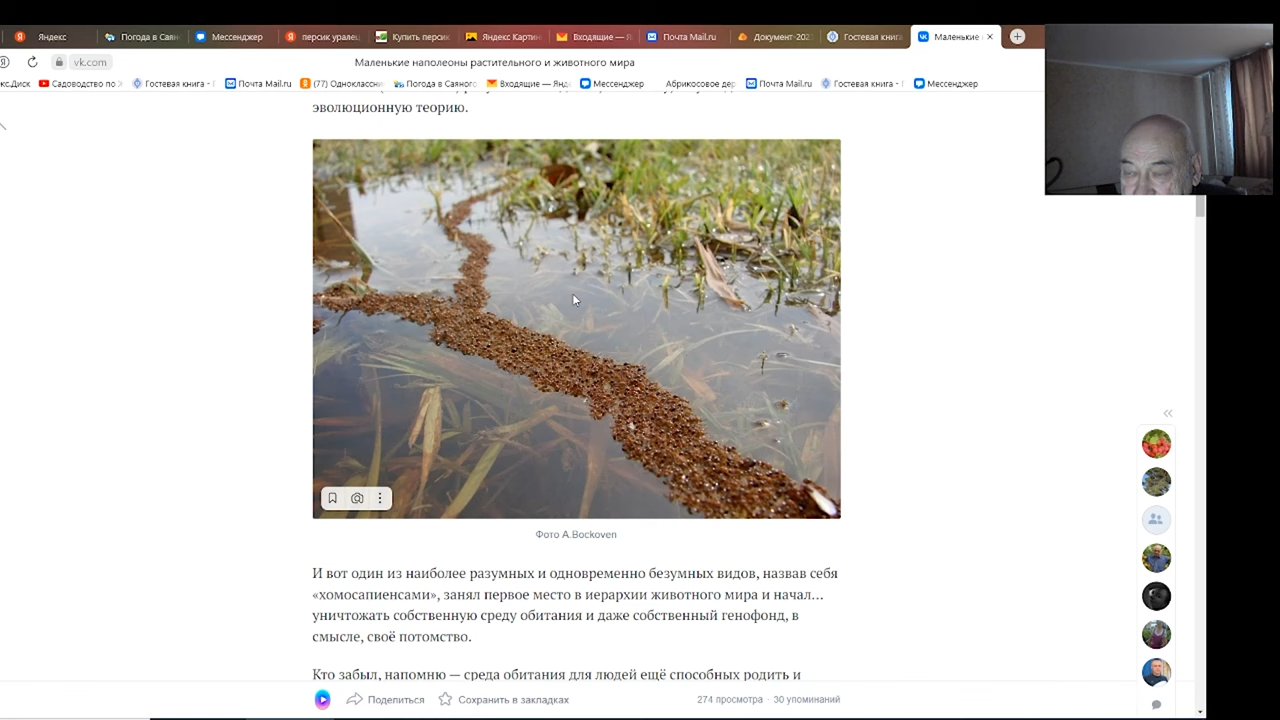 Яндекс
Погода в Саян
Мессенджер
персик уралец
Купить персик
Яндекс Картин
Входящие — Я
Почта Mail.ru
Документ-202
Гостевая книга
Маленькие
vk.com
Маленькие наполеоны растительного и животного мира
кс.Диск
Садоводство по
Гостевая книга - Г
Почта Mail.ru
(77) Одноклассн
Погода в Саяного
Входящие — Янд
Мессенджер
Абрикосовое дер
Почта Mail.ru
Гостевая книга - Г
Мессенджер
эволюционную теорию.
Фото A.Bockoven
И вот один из наиболее разумных и одновременно безумных видов, назвав себя
«хомосапиенсами», занял первое место в иерархии животного мира и начал…
уничтожать собственную среду обитания и даже собственный генофонд, в
смысле, своё потомство.
Кто забыл, напомню — среда обитания для людей ещё способных родить и
Поделиться
Сохранить в закладках
274 просмотра · 30 упоминаний